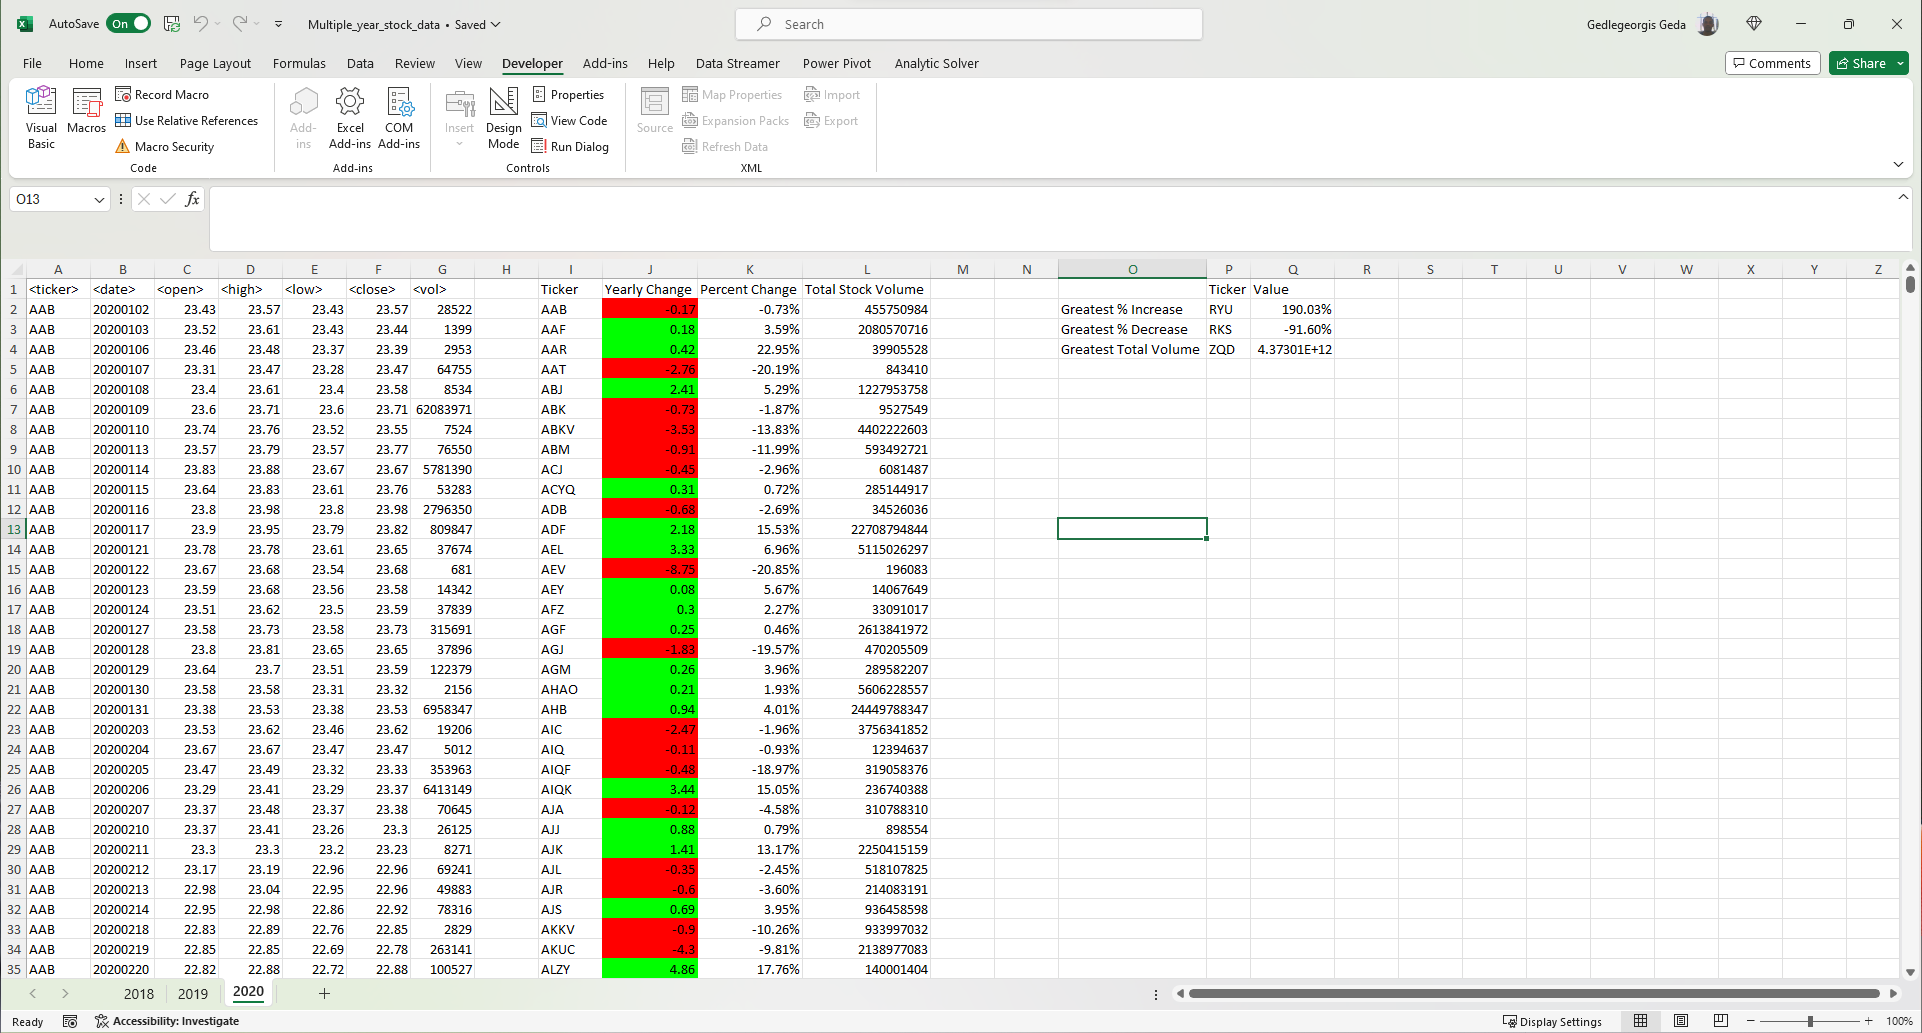 AutoSave On Multiple_year_stock_data • Saved Search Gedlegeorgis Geda
File Home Insert Page Layout Formulas Data Review View Developer Add-ins Help Data Streamer Power Pivot Analytic Solver Comments Share
Visual Basic Macros Record Macro Use Relative References Macro Security Code
Add-ins Excel Add-ins COM Add-ins Add-ins
Insert Design Mode Properties View Code Run Dialog Controls
Source Map Properties Expansion Packs Refresh Data Import Export XML
O13 fx
A B C D E F G H I J K L M N O P Q R S T U V W X Y Z
1 <ticker> <date> <open> <high> <low> <close> <vol> Ticker Yearly Change Percent Change Total Stock Volume Ticker Value
2 AAB 20200102 23.43 23.57 23.43 23.57 28522 AAB -0.17 -0.73% 455750984 Greatest % Increase RYU 190.03%
3 AAB 20200103 23.52 23.61 23.43 23.44 1399 AAF 0.18 3.59% 2080570716 Greatest % Decrease RKS -91.60%
4 AAB 20200106 23.46 23.48 23.37 23.39 2953 AAR 0.42 22.95% 39905528 Greatest Total Volume ZQD 4.37301E+12
5 AAB 20200107 23.31 23.47 23.28 23.47 64755 AAT -2.76 -20.19% 843410
6 AAB 20200108 23.4 23.61 23.4 23.58 8534 ABJ 2.41 5.29% 1227953758
7 AAB 20200109 23.6 23.71 23.6 23.71 62083971 ABK -0.73 -1.87% 9527549
8 AAB 20200110 23.74 23.76 23.52 23.55 7524 ABKV -3.53 -13.83% 4402222603
9 AAB 20200113 23.57 23.79 23.57 23.77 76550 ABM -0.91 -11.99% 593492721
10 AAB 20200114 23.83 23.88 23.67 23.67 5781390 ACJ -0.45 -2.96% 6081487
11 AAB 20200115 23.64 23.83 23.61 23.76 53283 ACYQ 0.31 0.72% 285144917
12 AAB 20200116 23.8 23.98 23.8 23.98 2796350 ADB -0.68 -2.69% 34526036
13 AAB 20200117 23.9 23.95 23.79 23.82 809847 ADF 2.18 15.53% 22708794844
14 AAB 20200121 23.78 23.78 23.61 23.65 37674 AEL 3.33 6.96% 5115026297
15 AAB 20200122 23.67 23.68 23.54 23.68 681 AEV -8.75 -20.85% 196083
16 AAB 20200123 23.59 23.68 23.56 23.58 14342 AEY 0.08 5.67% 14067649
17 AAB 20200124 23.51 23.62 23.5 23.59 37839 AFZ 0.3 2.27% 33091017
18 AAB 20200127 23.58 23.73 23.58 23.73 315691 AGF 0.25 0.46% 2613841972
19 AAB 20200128 23.8 23.81 23.65 23.65 37896 AGJ -1.83 -19.57% 470205509
20 AAB 20200129 23.64 23.7 23.51 23.59 122379 AGM 0.26 3.96% 289582207
21 AAB 20200130 23.58 23.58 23.31 23.32 2156 AHAO 0.21 1.93% 5606228557
22 AAB 20200131 23.38 23.53 23.38 23.53 6958347 AHB 0.94 4.01% 24449788347
23 AAB 20200203 23.53 23.62 23.46 23.62 19206 AIC -2.47 -1.96% 3756341852
24 AAB 20200204 23.67 23.67 23.47 23.47 5012 AIQ -0.11 -0.93% 12394637
25 AAB 20200205 23.47 23.49 23.32 23.33 353963 AIQF -0.48 -18.97% 319058376
26 AAB 20200206 23.29 23.41 23.29 23.37 6413149 AIQK 3.44 15.05% 236740388
27 AAB 20200207 23.37 23.48 23.37 23.38 70645 AJA -0.12 -4.58% 310788310
28 AAB 20200210 23.37 23.41 23.26 23.3 26125 AJJ 0.88 0.79% 898554
29 AAB 20200211 23.3 23.3 23.2 23.23 8271 AJK 1.41 13.17% 2250415159
30 AAB 20200212 23.17 23.19 22.96 22.96 69241 AJL -0.35 -2.45% 518107825
31 AAB 20200213 22.98 23.04 22.95 22.96 49883 AJR -0.6 -3.60% 214083191
32 AAB 20200214 22.95 22.98 22.86 22.92 78316 AJS 0.69 3.95% 936458598
33 AAB 20200218 22.83 22.89 22.76 22.85 2829 AKKV -0.9 -10.26% 933997032
34 AAB 20200219 22.85 22.85 22.69 22.78 263141 AKUC -4.3 -9.81% 2138977083
35 AAB 20200220 22.82 22.88 22.72 22.88 100527 ALZY 4.86 17.76% 140001404
2018 2019 2020
Ready Accessibility: Investigate Display Settings 100%